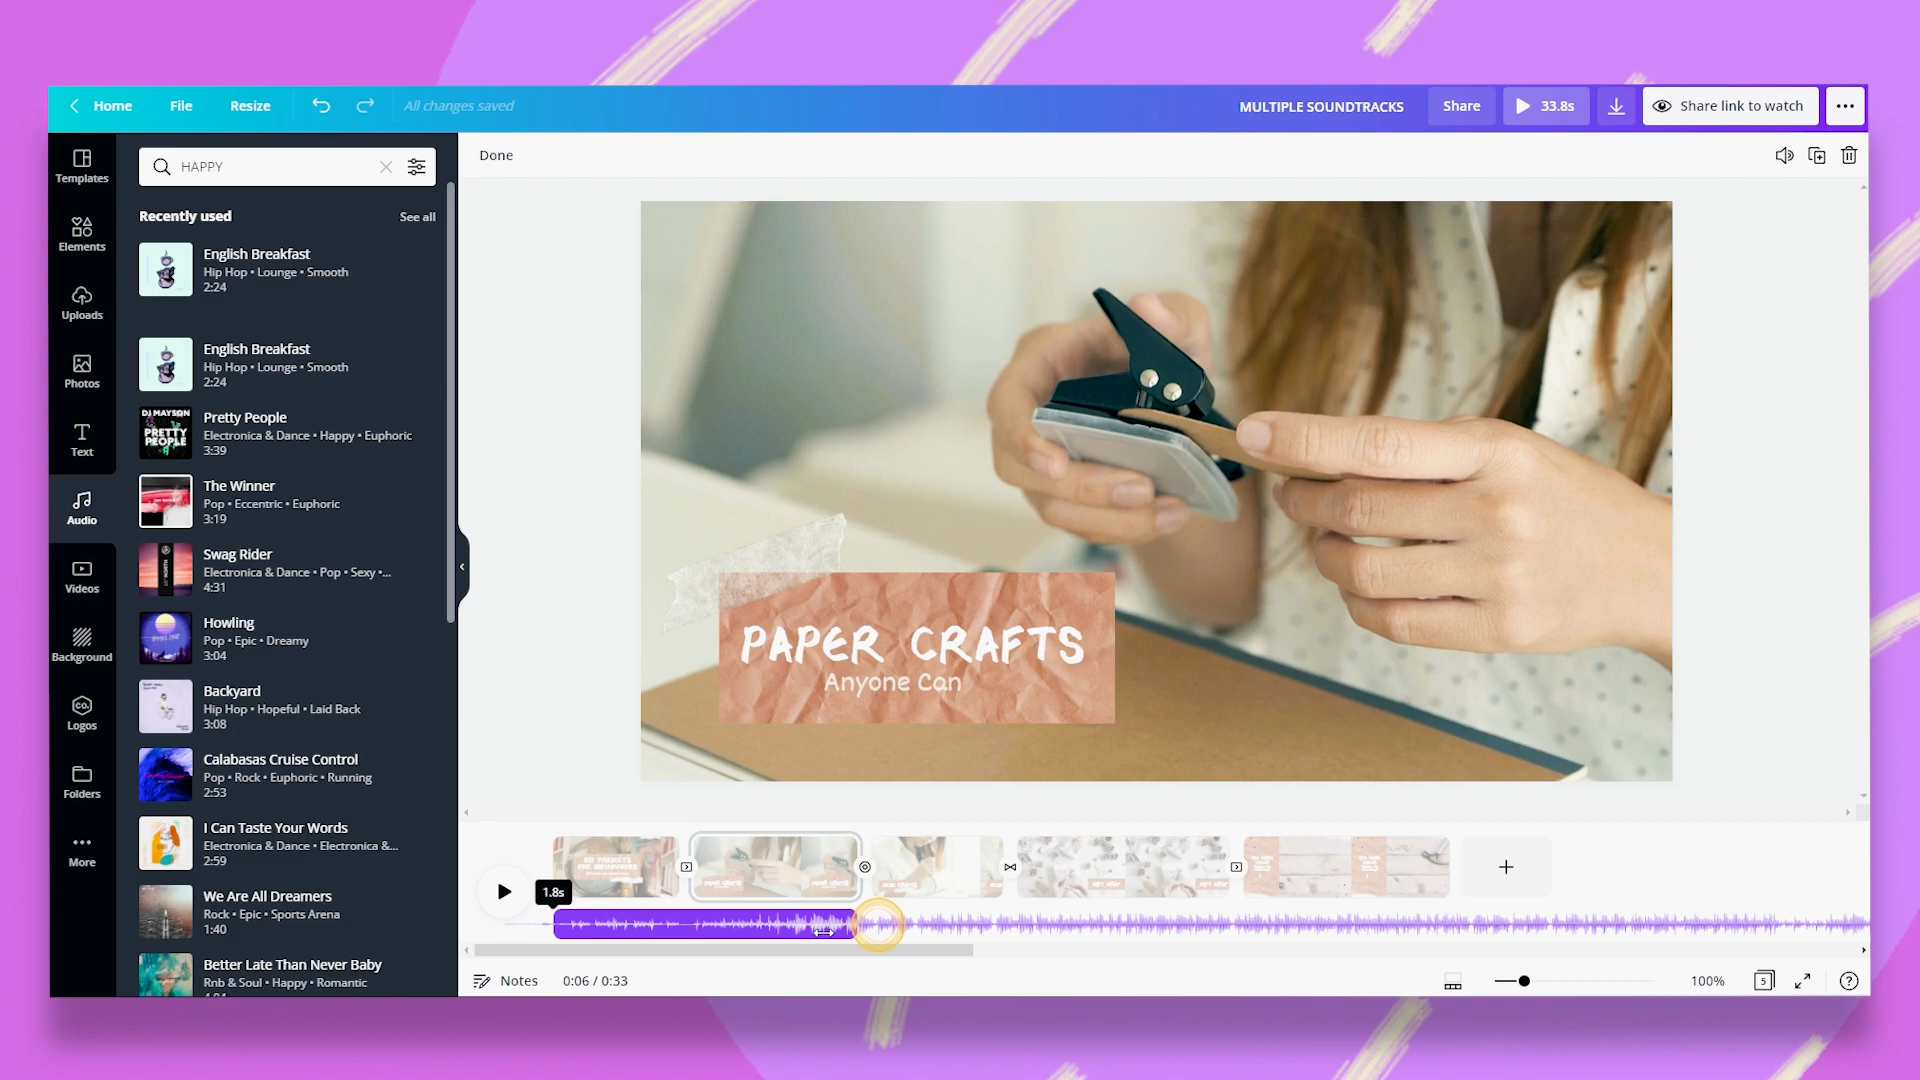 Home File Resize All changes saved MULTIPLE SOUNDTRACKS Share 33.8s Share link to watch
Templates
Elements
Uploads
Photos
Text
Audio
Videos
Background
CO.
Logos
Folders
More
HAPPY
Recently used See all
English Breakfast
Hip Hop • Lounge • Smooth
2:24
English Breakfast
Hip Hop • Lounge • Smooth
2:24
DJ MAYSON
PRETTY
PEOPLE
Pretty People
Electronica & Dance • Happy • Euphoric
3:39
The Winner
Pop • Eccentric • Euphoric
3:19
Swag Rider
Electronica & Dance • Pop • Sexy •...
4:31
Howling
Pop • Epic • Dreamy
3:04
Backyard
Hip Hop • Hopeful • Laid Back
3:08
Calabasas Cruise Control
Pop • Rock • Euphoric • Running
2:53
I Can Taste Your Words
Electronica & Dance • Electronica &...
2:59
We Are All Dreamers
Rock • Epic • Sports Arena
1:40
Better Late Than Never Baby
Rnb & Soul • Happy • Romantic
Done
PAPER CRAFTS
Anyone Can
1.8s
Notes 0:06 / 0:33 100% 5